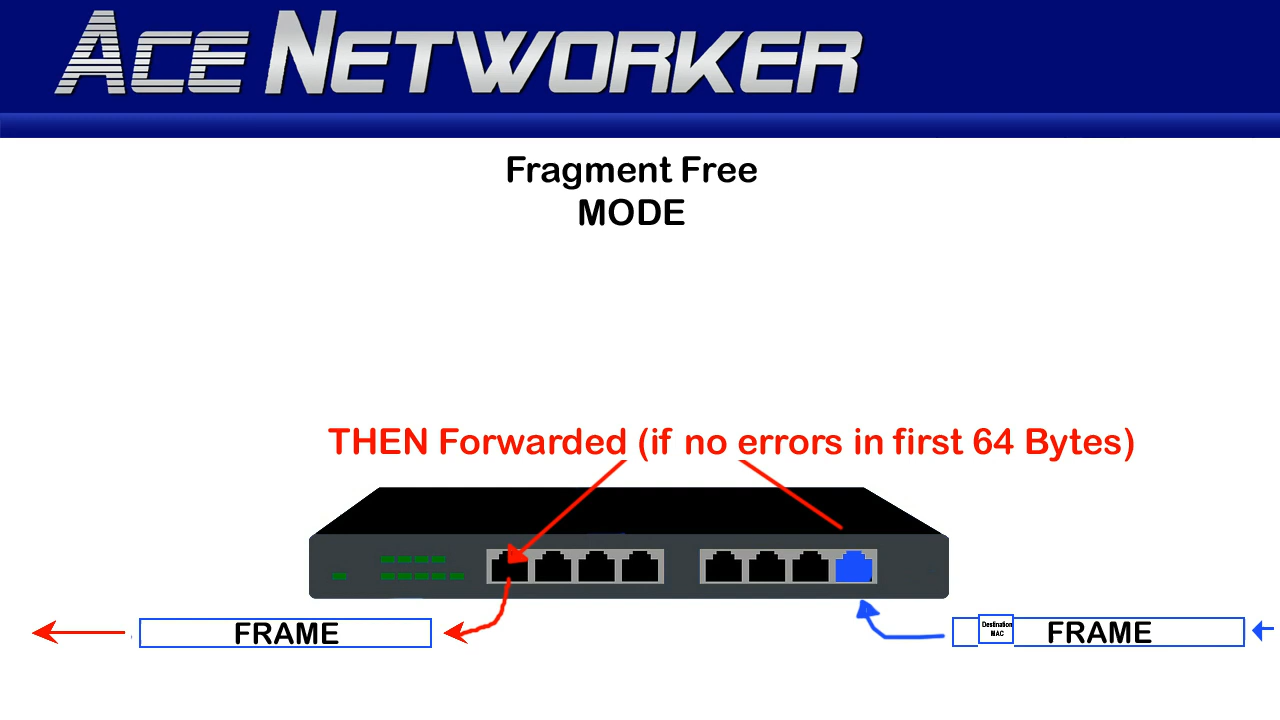 ACE NETWORKER
Fragment Free
MODE
THEN Forwarded (if no errors in first 64 Bytes)
FRAME
Destination
MAC
FRAME